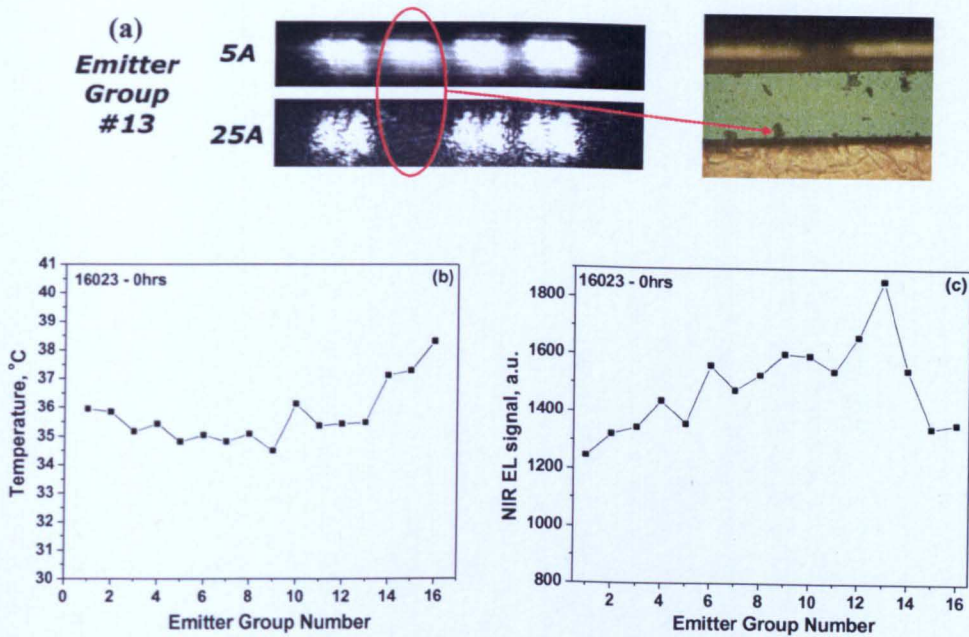 (a)
Emitter
Group
#13
5A
25A
16023 - 0hrs
(b)
Temperature, °C
41
40
39
38
37
36
35
34
33
32
31
30
0 2 4 6 8 10 12 14 16
Emitter Group Number
16023 - 0hrs
(c)
NIR EL signal, a.u.
1800
1600
1400
1200
1000
800
2 4 6 8 10 12 14 16
Emitter Group Number